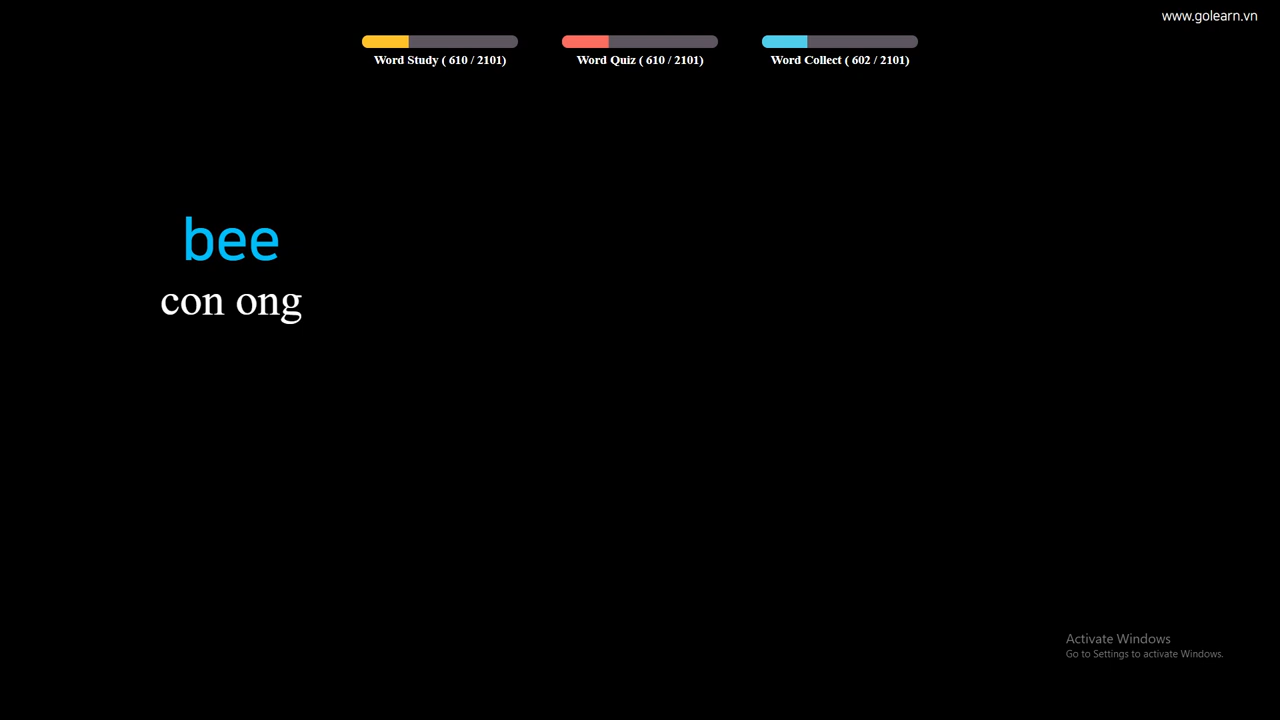 www.golearn.vn
Word Study ( 610 / 2101)
Word Quiz ( 610 / 2101)
Word Collect ( 602 / 2101)
bee
con ong
Activate Windows
Go to Settings to activate Windows.